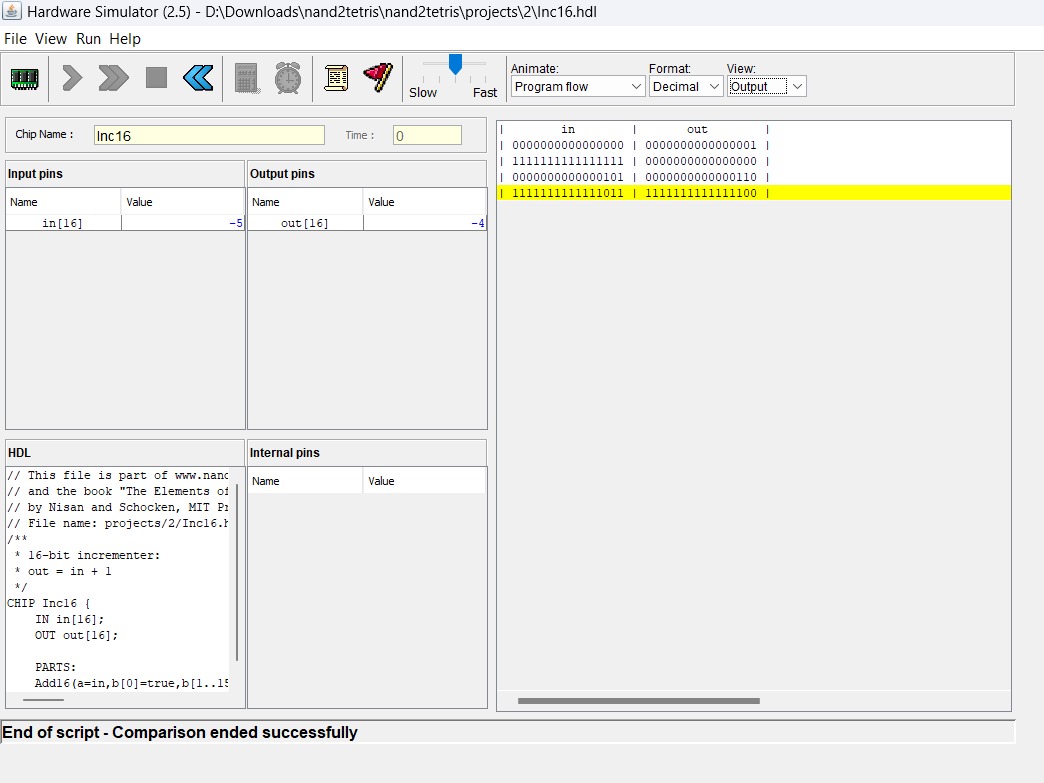 Hardware Simulator (2.5) - D:\Downloads\nand2tetris\nand2tetris\projects\2\Inc16.hdl
File View Run Help
Slow Fast
Animate: Format: View:
Program flow Decimal Output
Chip Name : Inc16 Time : 0
Input pins
Name Value
in[16] -5
Output pins
Name Value
out[16] -4
| in | out |
| 0000000000000000 | 0000000000000001 |
| 1111111111111111 | 0000000000000000 |
| 0000000000000101 | 0000000000000110 |
| 1111111111111011 | 1111111111111100 |
HDL
// This file is part of www.nand
// and the book "The Elements of
// by Nisan and Schocken, MIT Pr
// File name: projects/2/Inc16.h
/**
* 16-bit incrementer:
* out = in + 1
*/
CHIP Inc16 {
IN in[16];
OUT out[16];
PARTS:
Add16(a=in,b[0]=true,b[1..15
Internal pins
Name Value
End of script - Comparison ended successfully